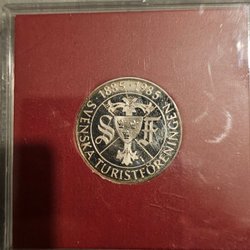 1885-1985
SVENSKA TURISTFÖRENINGEN
S T F